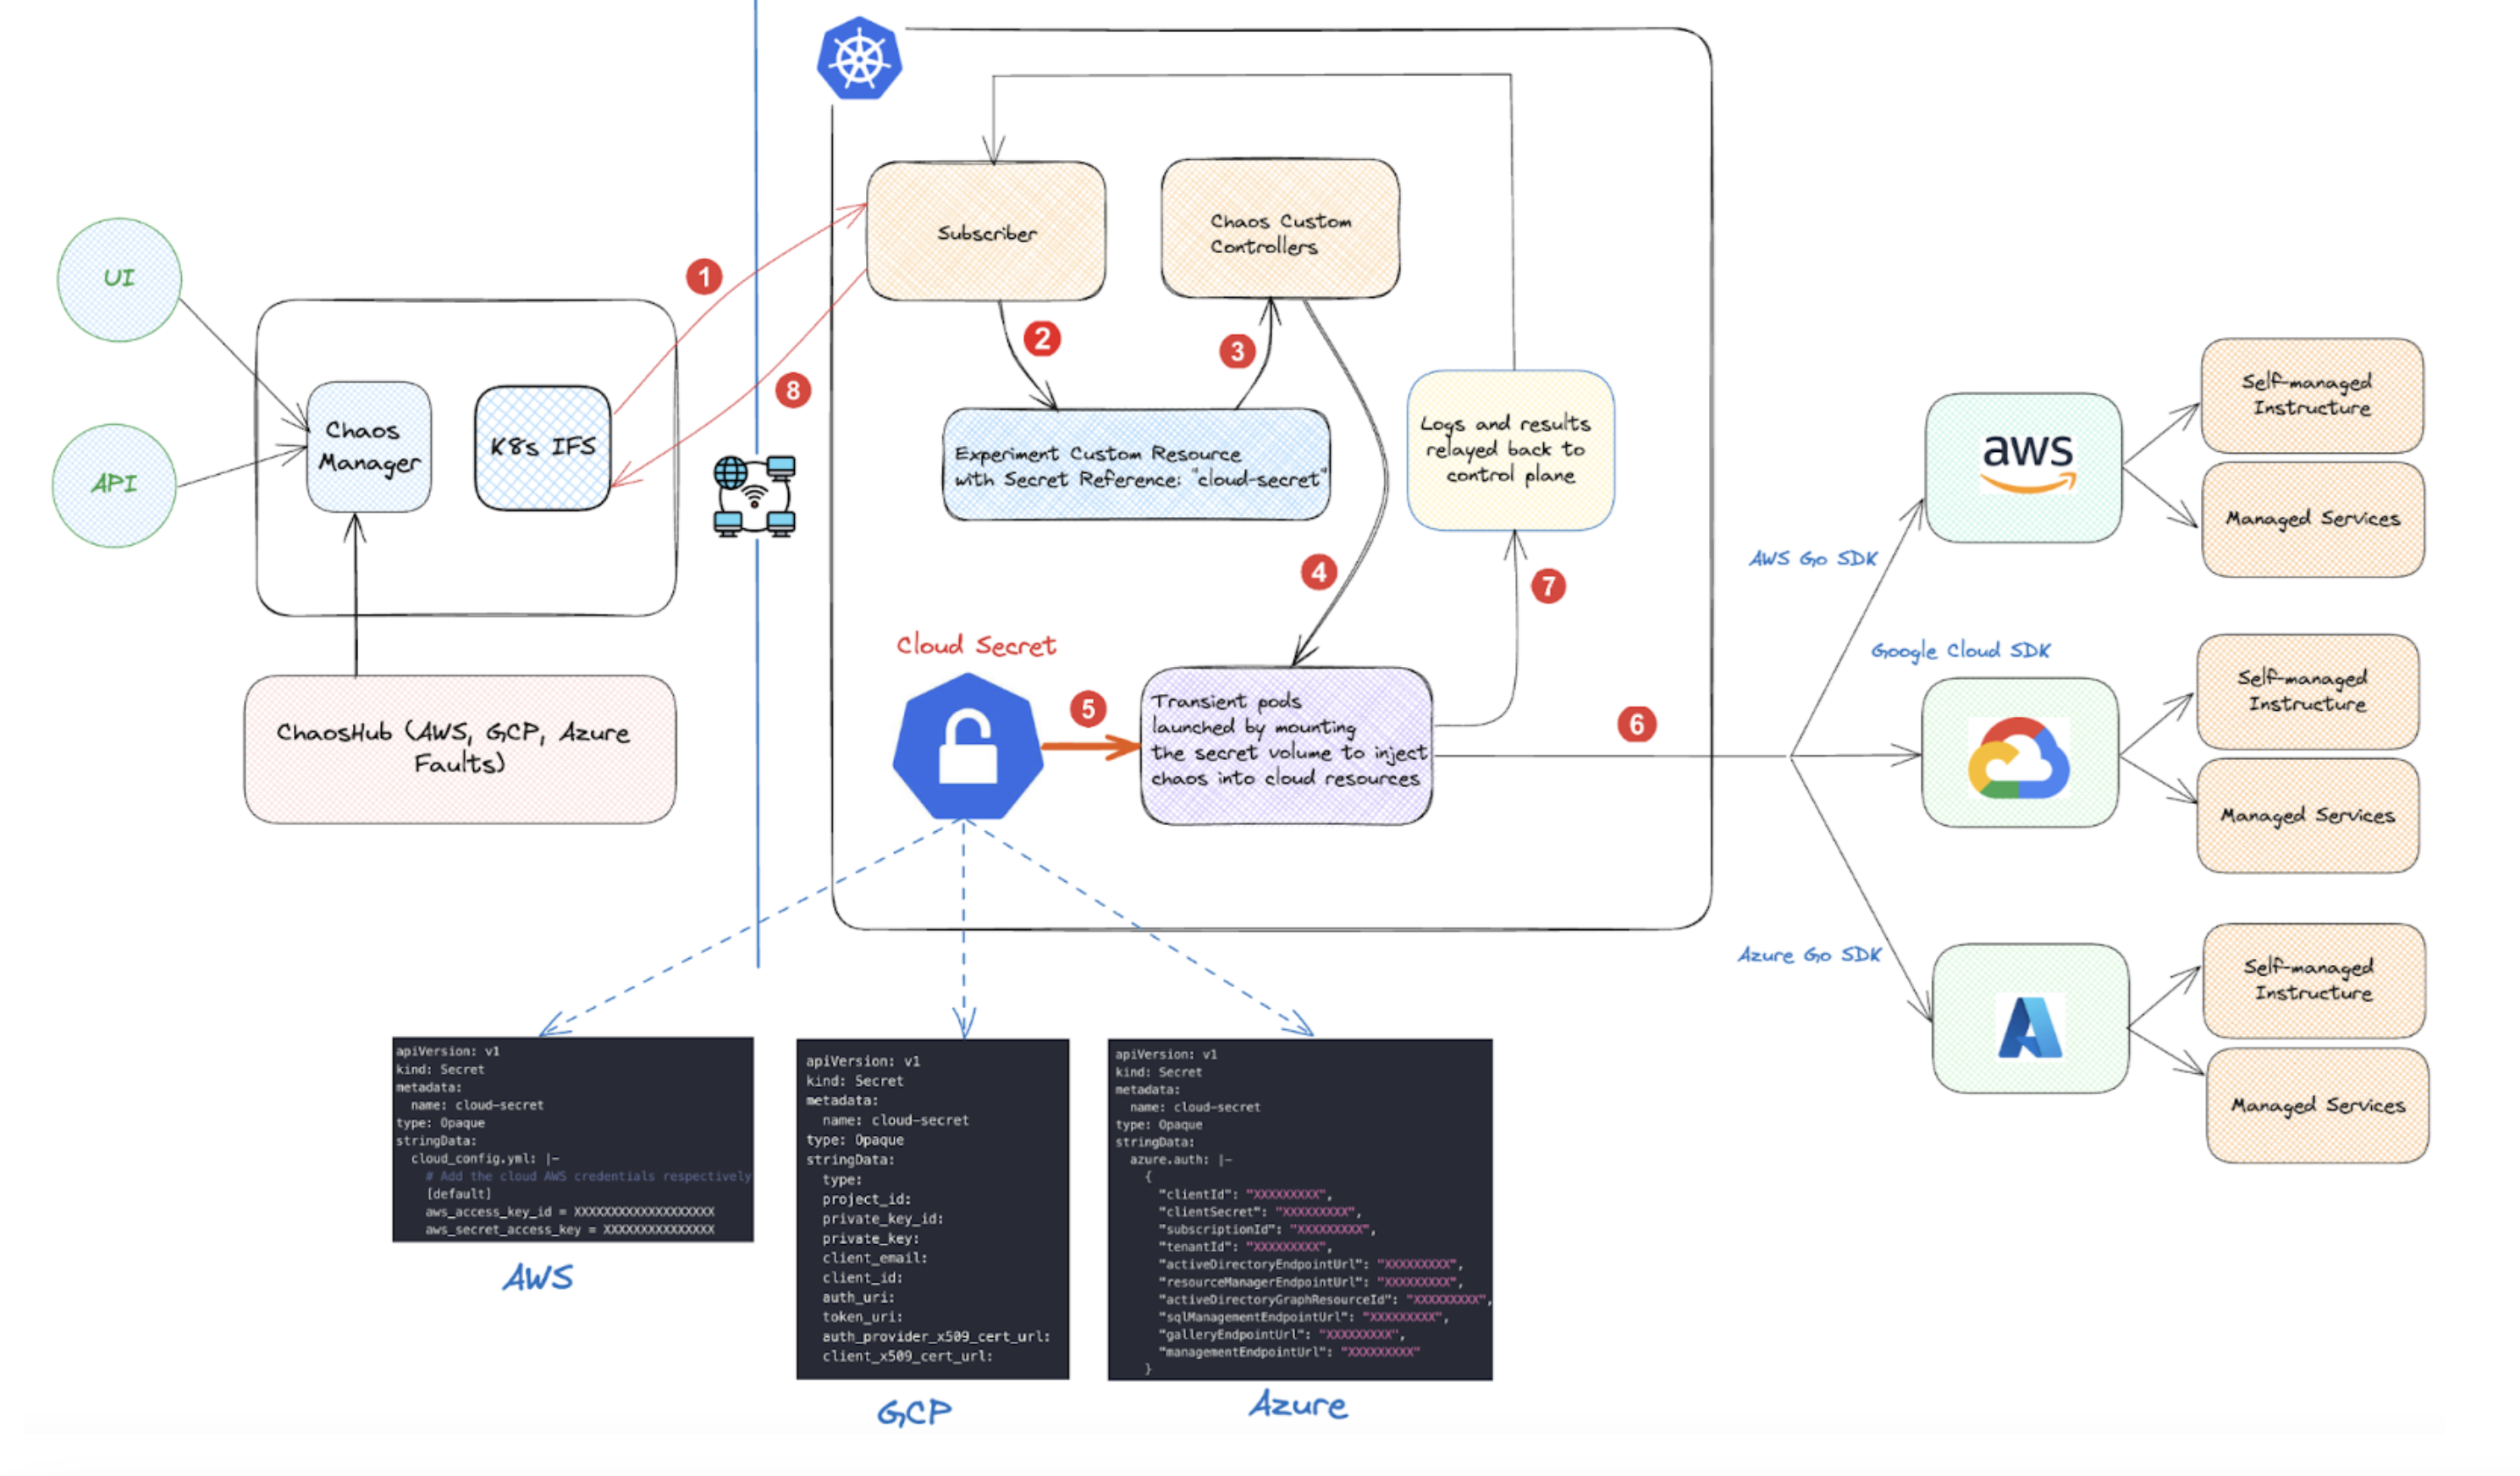 UI
API
Chaos
Manager
K8s IFS
ChaosHub (AWS, GCP, Azure
Faults)
1
8
Subscriber
Chaos Custom
Controllers
2
3
Experiment Custom Resource
with Secret Reference: "cloud-secret"
Logs and results
relayed back to
control plane
4
7
Cloud Secret
5
Transient pods
launched by mounting
the secret volume to inject
chaos into cloud resources
6
AWS Go SDK
Google Cloud SDK
Azure Go SDK
aws
Self-managed
Instructure
Managed Services
Self-managed
Instructure
Managed Services
Self-managed
Instructure
Managed Services
apiVersion: v1
kind: Secret
metadata:
name: cloud-secret
type: Opaque
stringData:
cloud_config.yml: |-
# Add the cloud AWS credentials respectively
[default]
aws_access_key_id = XXXXXXXXXXXXXXXXXXX
aws_secret_access_key = XXXXXXXXXXXXXXX
AWS
apiVersion: v1
kind: Secret
metadata:
name: cloud-secret
type: Opaque
stringData:
type:
project_id:
private_key_id:
private_key:
client_email:
client_id:
auth_uri:
token_uri:
auth_provider_x509_cert_url:
client_x509_cert_url:
GCP
apiVersion: v1
kind: Secret
metadata:
name: cloud-secret
type: Opaque
stringData:
azure.auth: |-
{
"clientId": "XXXXXXXXX",
"clientSecret": "XXXXXXXXX",
"subscriptionId": "XXXXXXXXX",
"tenantId": "XXXXXXXXX",
"activeDirectoryEndpointUrl": "XXXXXXXXX",
"resourceManagerEndpointUrl": "XXXXXXXXX",
"activeDirectoryGraphResourceId": "XXXXXXXXX",
"sqlManagementEndpointUrl": "XXXXXXXXX",
"galleryEndpointUrl": "XXXXXXXXX",
"managementEndpointUrl": "XXXXXXXXX"
}
Azure